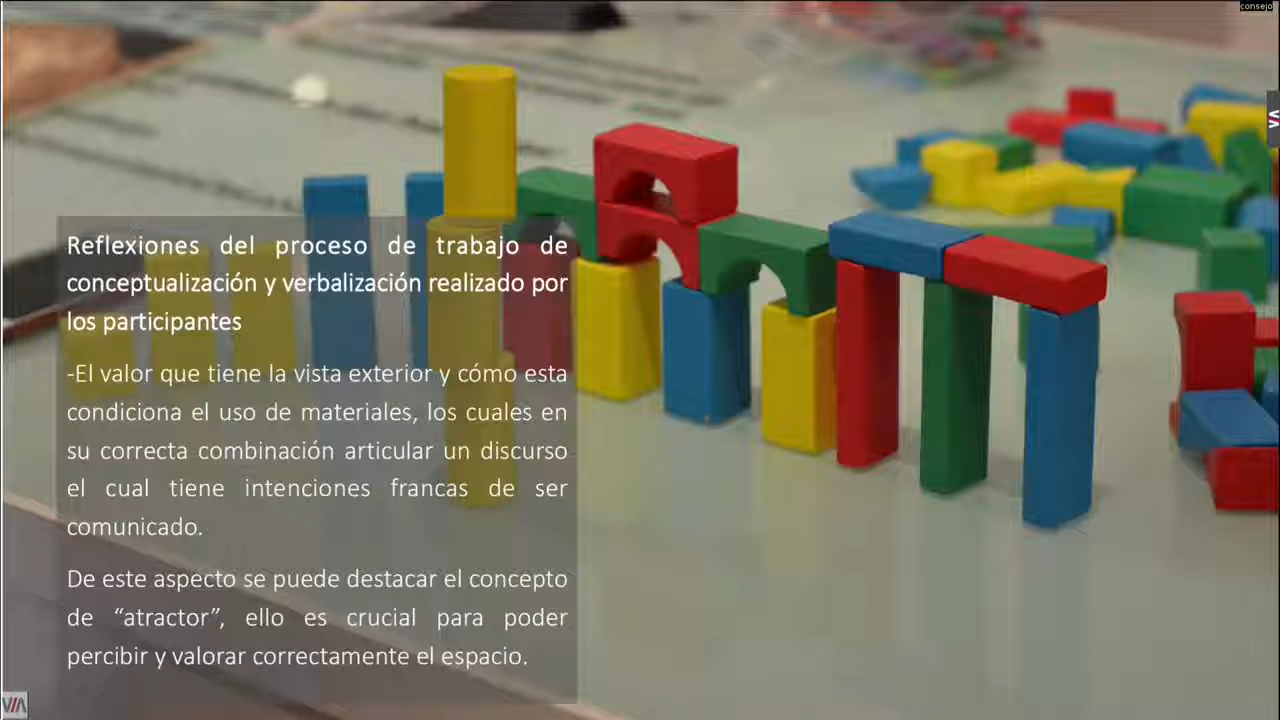 consejo
Reflexiones del proceso de trabajo de
conceptualización y verbalización realizado por
los participantes
-El valor que tiene la vista exterior y cómo esta
condiciona el uso de materiales, los cuales en
su correcta combinación articular un discurso
el cual tiene intenciones francas de ser
comunicado.
De este aspecto se puede destacar el concepto
de “atractor”, ello es crucial para poder
percibir y valorar correctamente el espacio.
VIA